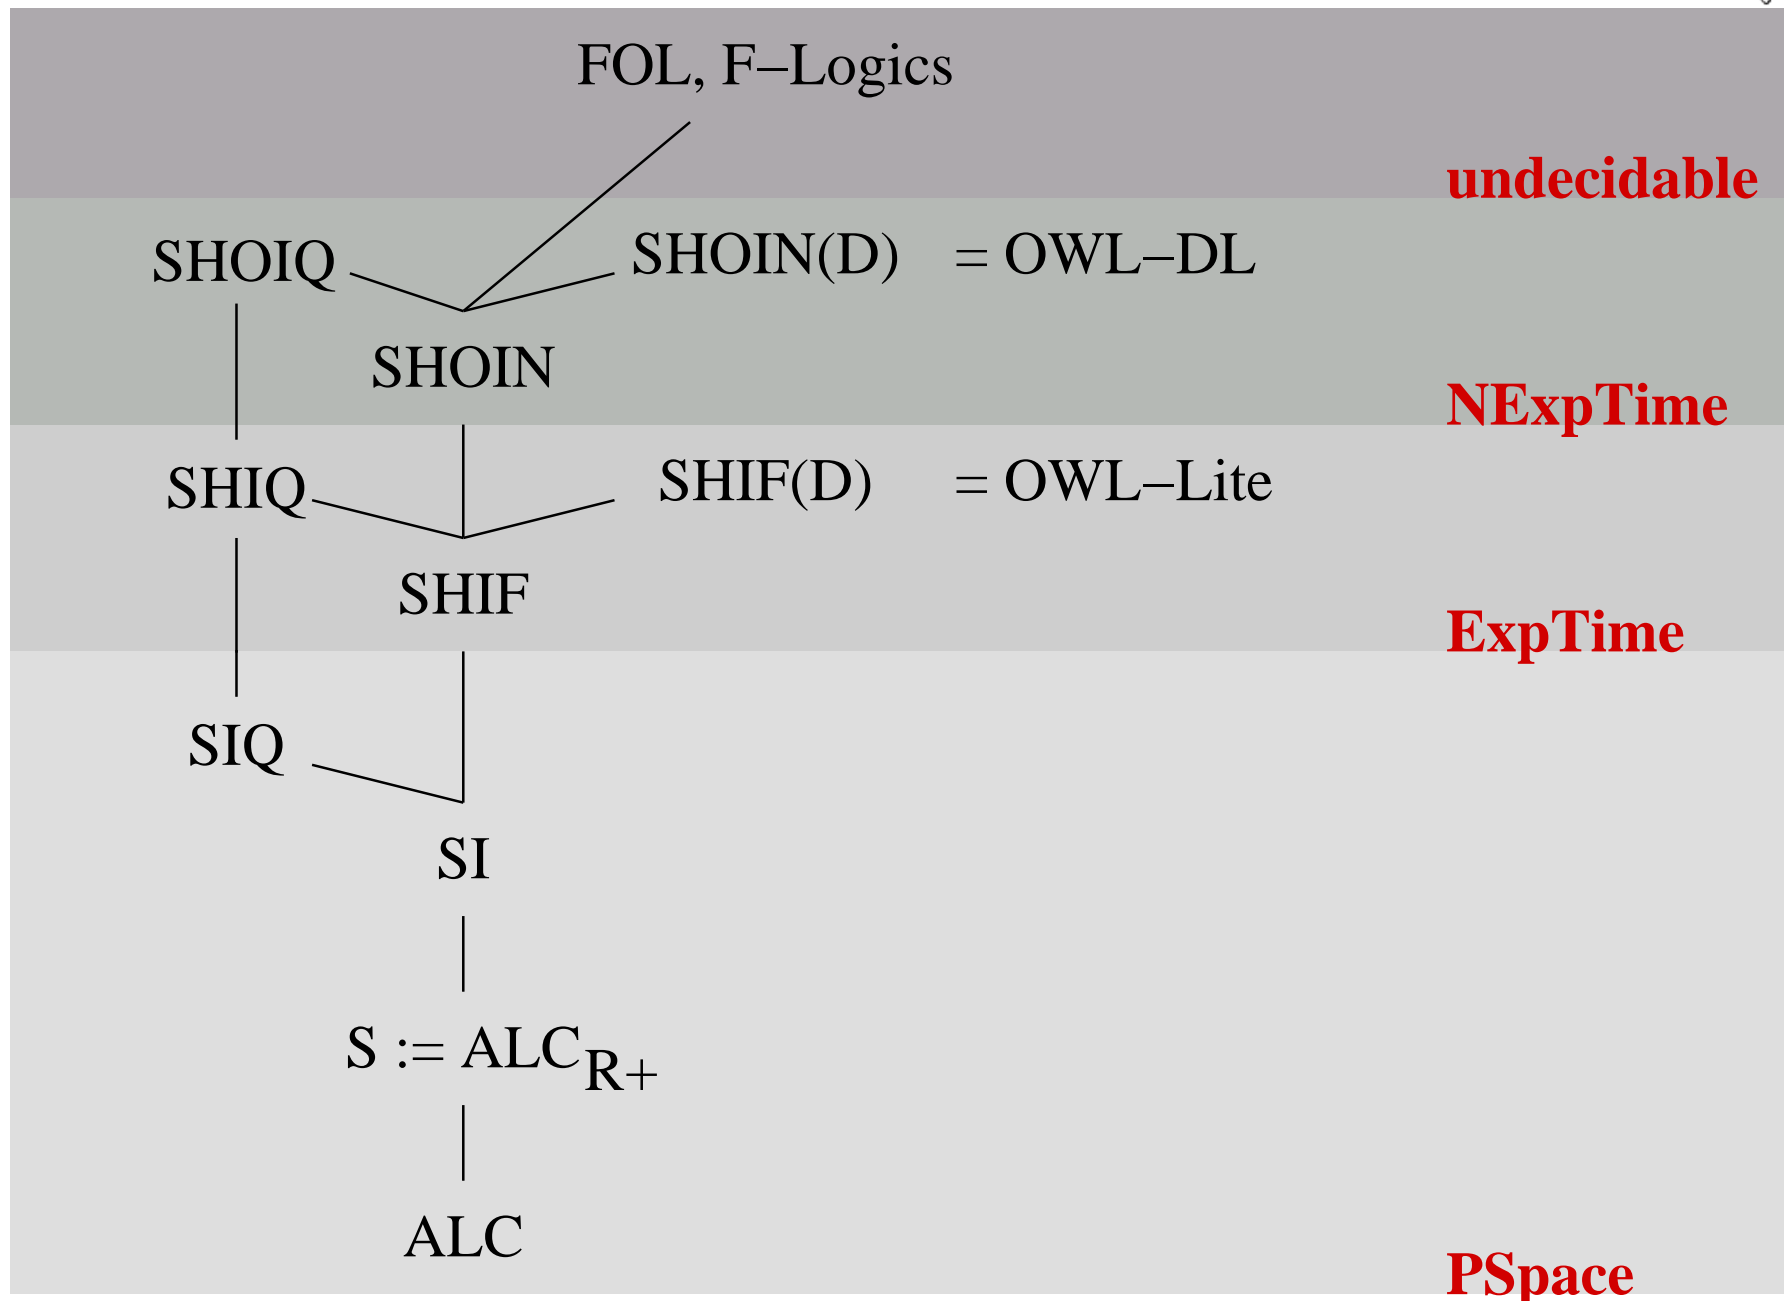 FOL, F–Logics
undecidable
SHOIQ SHOIN(D) = OWL–DL
SHOIN
NExpTime
SHIQ SHIF(D) = OWL–Lite
SHIF
ExpTime
SIQ
SI
S := ALCR+
ALC
PSpace